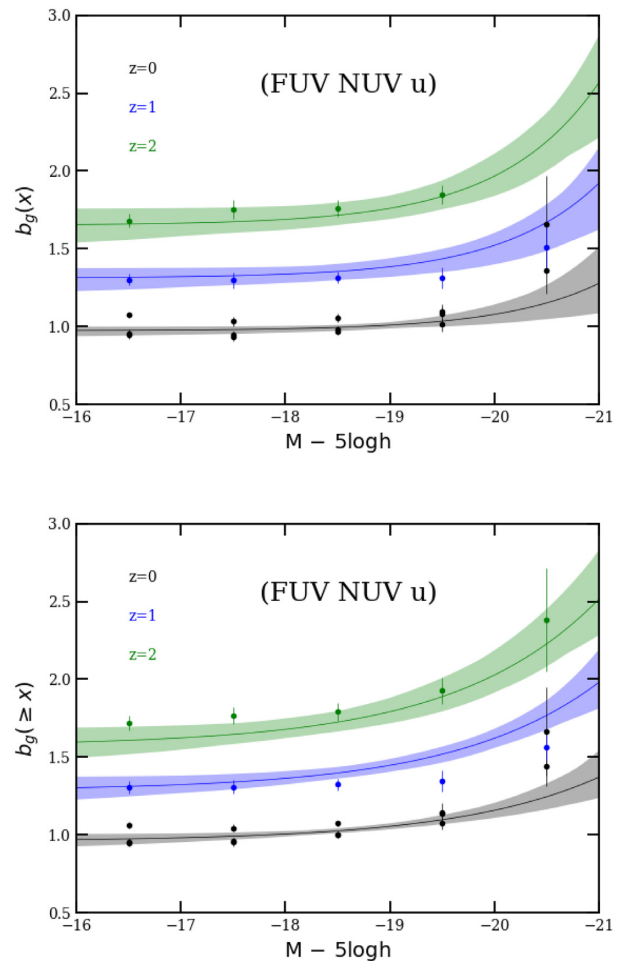 3.0
z=0
(FUV NUV u)
2.5
z=1
z=2
2.0
b_g(x)
1.5
1.0
0.5
−16 −17 −18 −19 −20 −21
M − 5logh
3.0
z=0
(FUV NUV u)
2.5
z=1
z=2
2.0
b_g(≥ x)
1.5
1.0
0.5
−16 −17 −18 −19 −20 −21
M − 5logh